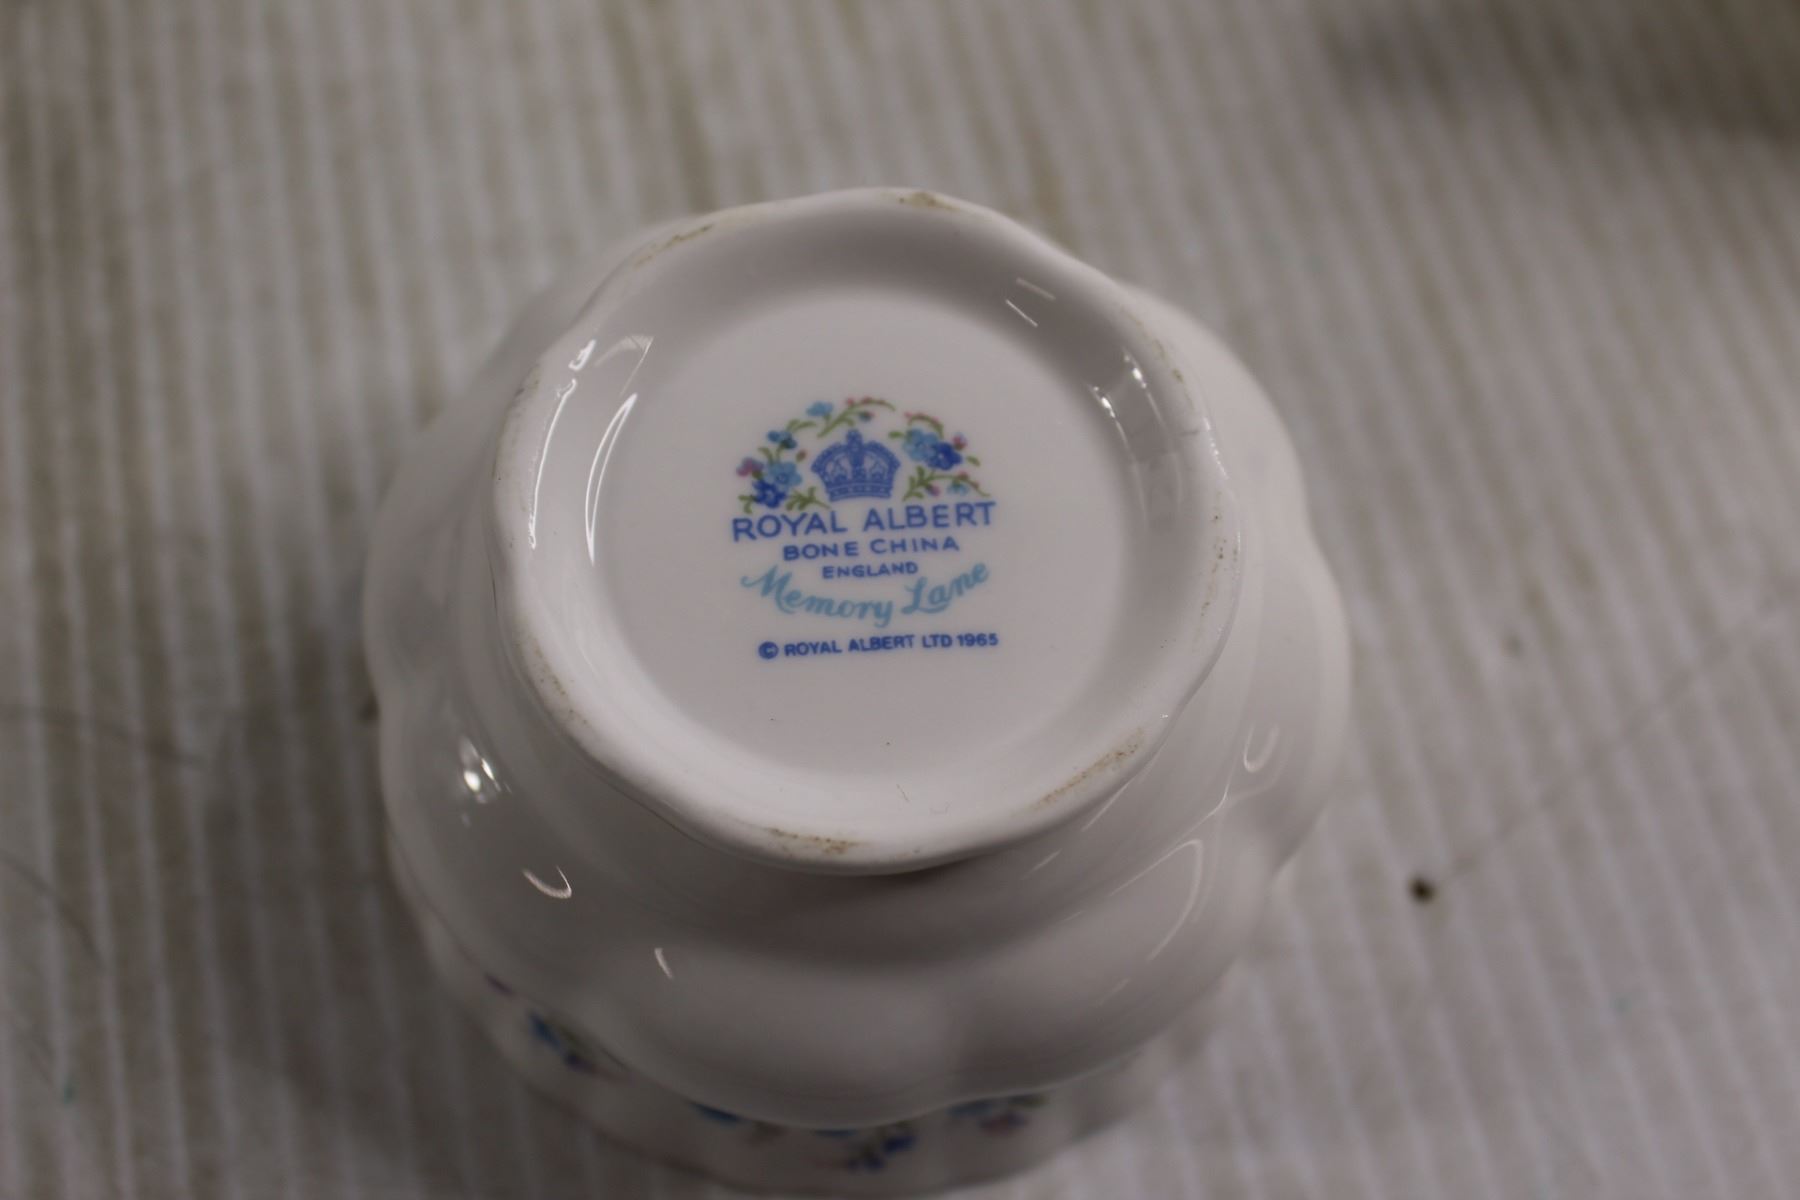 ROYAL ALBERT
BONE CHINA
ENGLAND
Memory Lane
© ROYAL ALBERT LTD 1965